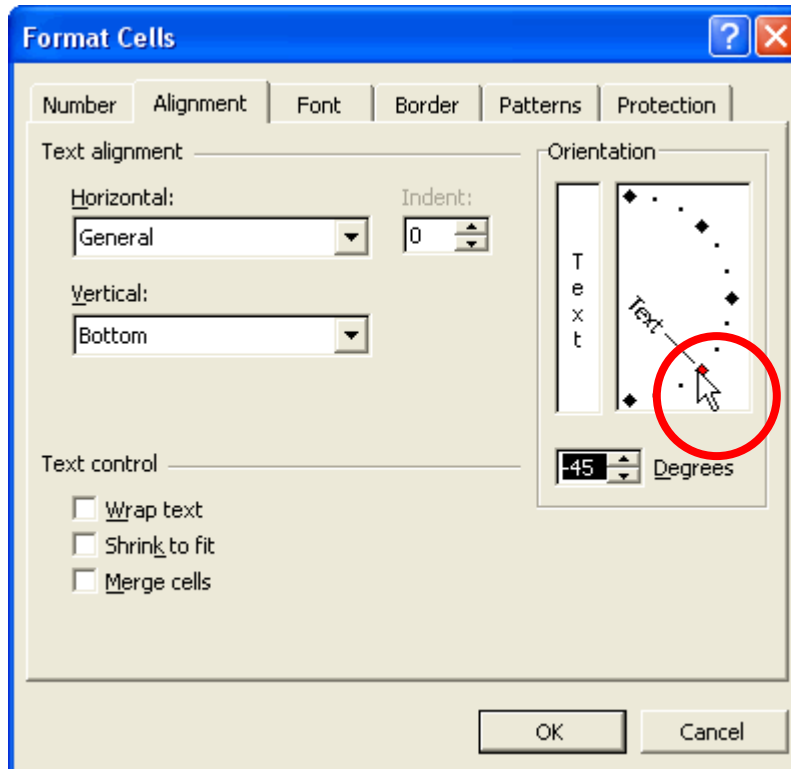 Format Cells
Number Alignment Font Border Patterns Protection
Text alignment
Horizontal:
General
Indent:
0
Vertical:
Bottom
Orientation
T
e
x
t
Text
-45 Degrees
Text control
Wrap text
Shrink to fit
Merge cells
OK Cancel